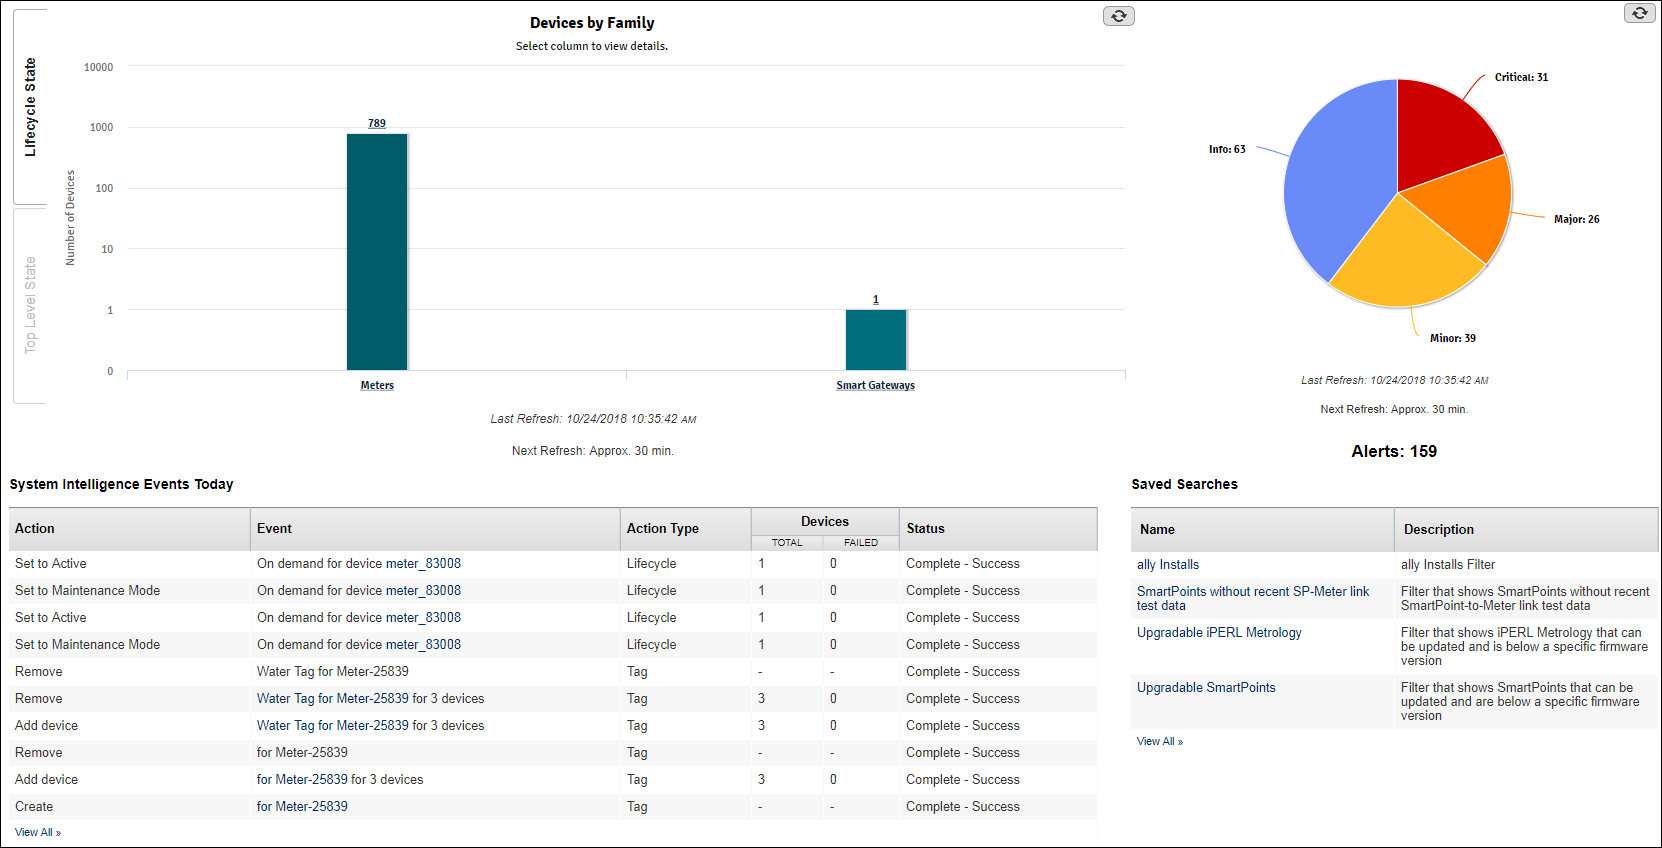 Lifecycle State
Top Level State
Devices by Family
Select column to view details.
Number of Devices
10000
1000
100
10
1
0
789
1
Meters
Smart Gateways
Last Refresh: 10/24/2018 10:35:42 AM
Next Refresh: Approx. 30 min.
Critical: 31
Info: 63
Major: 26
Minor: 39
Last Refresh: 10/24/2018 10:35:42 AM
Next Refresh: Approx. 30 min.
Alerts: 159
System Intelligence Events Today
Action Event Action Type Devices Status
TOTAL FAILED
Set to Active On demand for device meter_83008 Lifecycle 1 0 Complete - Success
Set to Maintenance Mode On demand for device meter_83008 Lifecycle 1 0 Complete - Success
Set to Active On demand for device meter_83008 Lifecycle 1 0 Complete - Success
Set to Maintenance Mode On demand for device meter_83008 Lifecycle 1 0 Complete - Success
Remove Water Tag for Meter-25839 Tag - - Complete - Success
Remove Water Tag for Meter-25839 for 3 devices Tag 3 0 Complete - Success
Add device Water Tag for Meter-25839 for 3 devices Tag 3 0 Complete - Success
Remove for Meter-25839 Tag - - Complete - Success
Add device for Meter-25839 for 3 devices Tag 3 0 Complete - Success
Create for Meter-25839 Tag - - Complete - Success
View All »
Saved Searches
Name Description
ally Installs ally Installs Filter
SmartPoints without recent SP-Meter link
test data
Filter that shows SmartPoints without recent
SmartPoint-to-Meter link test data
Upgradable iPERL Metrology
Filter that shows iPERL Metrology that can
be updated and is below a specific firmware
version
Upgradable SmartPoints
Filter that shows SmartPoints that can be
updated and are below a specific firmware
version
View All »